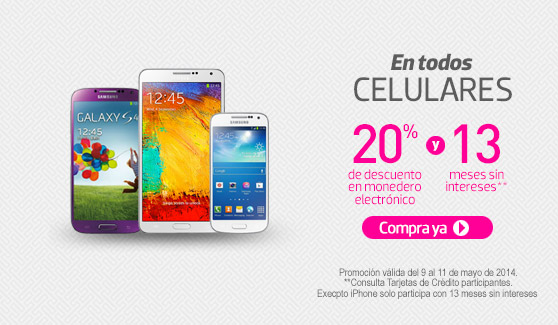 En todos
CELULARES
20% y 13
de descuento
en monedero
electrónico
meses sin
intereses**
Compra ya
Promoción válida del 9 al 11 de mayo de 2014.
**Consulta Tarjetas de Crédito participantes.
Execpto iPhone solo participa con 13 meses sin intereses
SAMSUNG
GALAXY S4
12:45
SAMSUNG
12:45
SAMSUNG